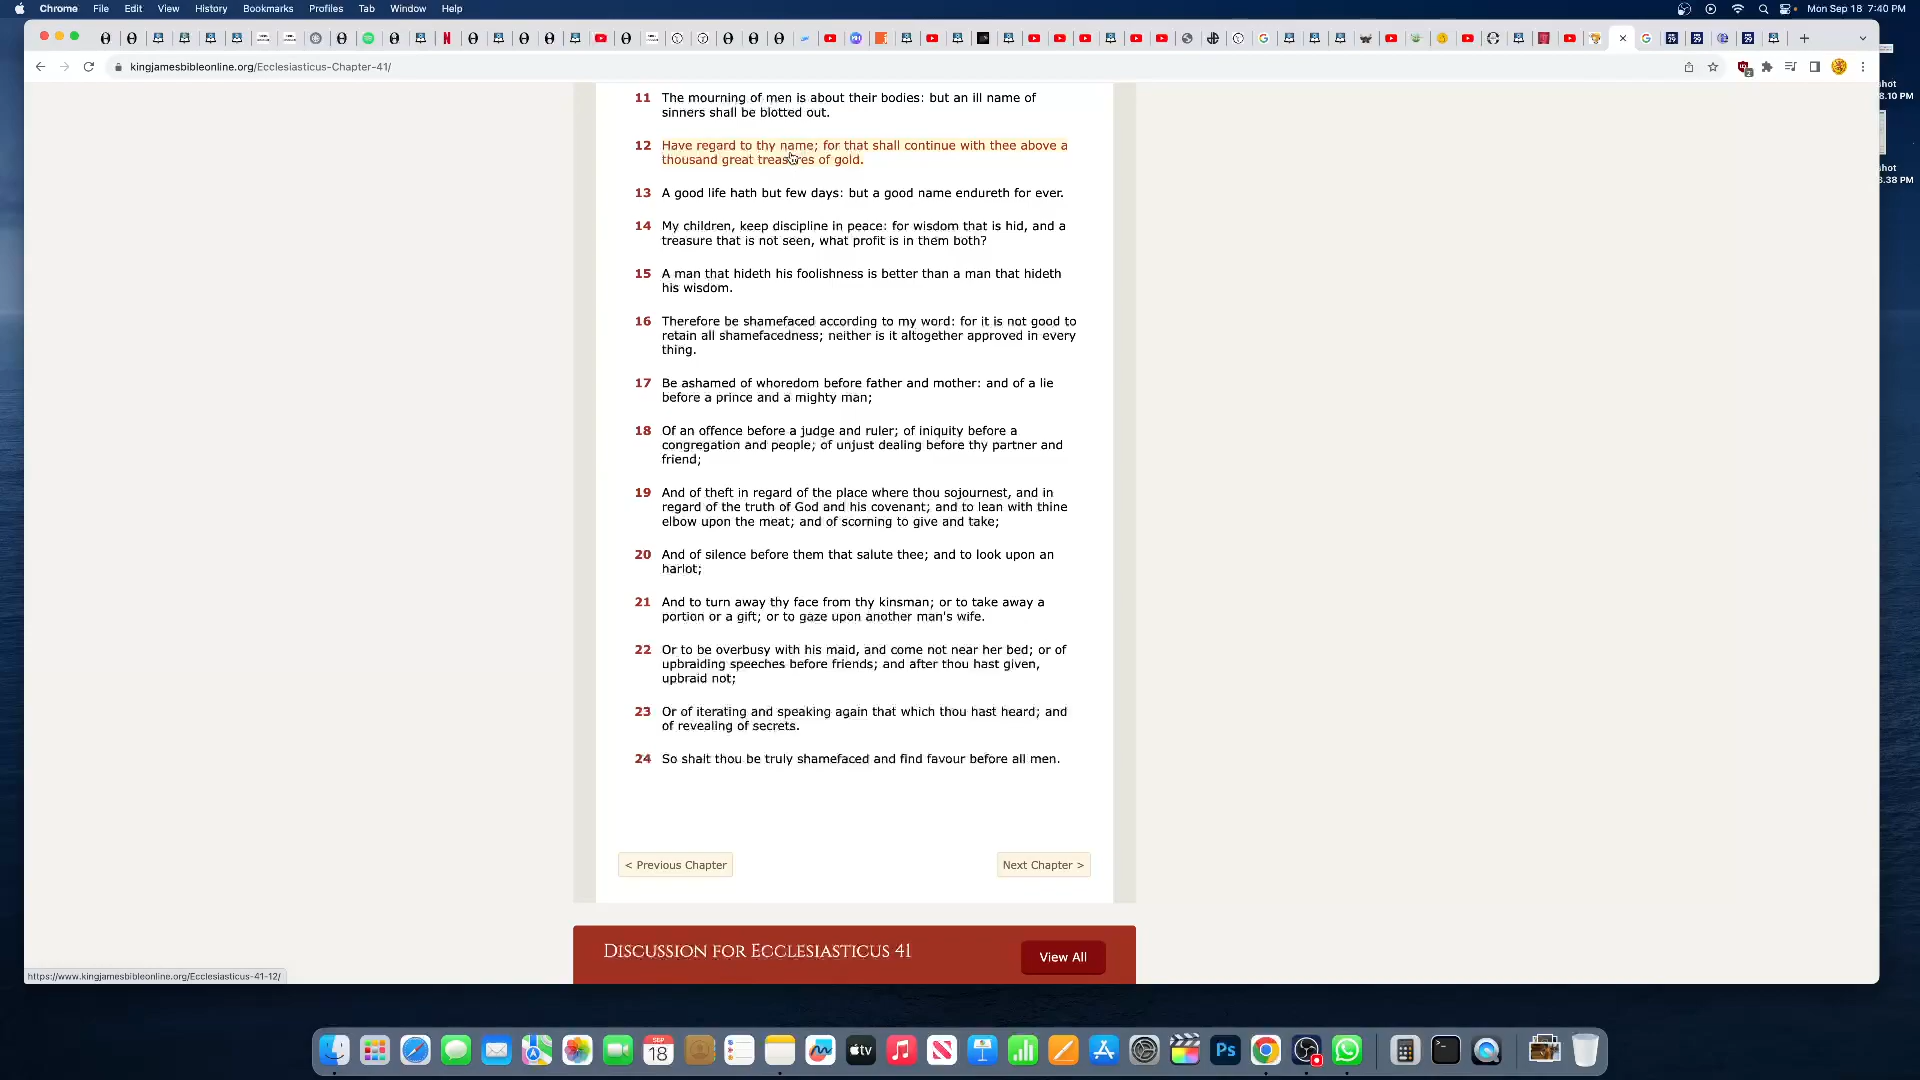 Chrome File Edit View History Bookmarks Profiles Tab Window Help Mon Sep 18 7:40 PM
kingjamesbibleonline.org/Ecclesiasticus-Chapter-41/
shot
8.10 PM
shot
3.38 PM
11 The mourning of men is about their bodies: but an ill name of
sinners shall be blotted out.
12 Have regard to thy name; for that shall continue with thee above a
thousand great treasures of gold.
13 A good life hath but few days: but a good name endureth for ever.
14 My children, keep discipline in peace: for wisdom that is hid, and a
treasure that is not seen, what profit is in them both?
15 A man that hideth his foolishness is better than a man that hideth
his wisdom.
16 Therefore be shamefaced according to my word: for it is not good to
retain all shamefacedness; neither is it altogether approved in every
thing.
17 Be ashamed of whoredom before father and mother: and of a lie
before a prince and a mighty man;
18 Of an offence before a judge and ruler; of iniquity before a
congregation and people; of unjust dealing before thy partner and
friend;
19 And of theft in regard of the place where thou sojournest, and in
regard of the truth of God and his covenant; and to lean with thine
elbow upon the meat; and of scorning to give and take;
20 And of silence before them that salute thee; and to look upon an
harlot;
21 And to turn away thy face from thy kinsman; or to take away a
portion or a gift; or to gaze upon another man's wife.
22 Or to be overbusy with his maid, and come not near her bed; or of
upbraiding speeches before friends; and after thou hast given,
upbraid not;
23 Or of iterating and speaking again that which thou hast heard; and
of revealing of secrets.
24 So shalt thou be truly shamefaced and find favour before all men.
< Previous Chapter Next Chapter >
Discussion for Ecclesiasticus 41 View All
https://www.kingjamesbibleonline.org/Ecclesiasticus-41-12/
SEP
18
tv
Ps